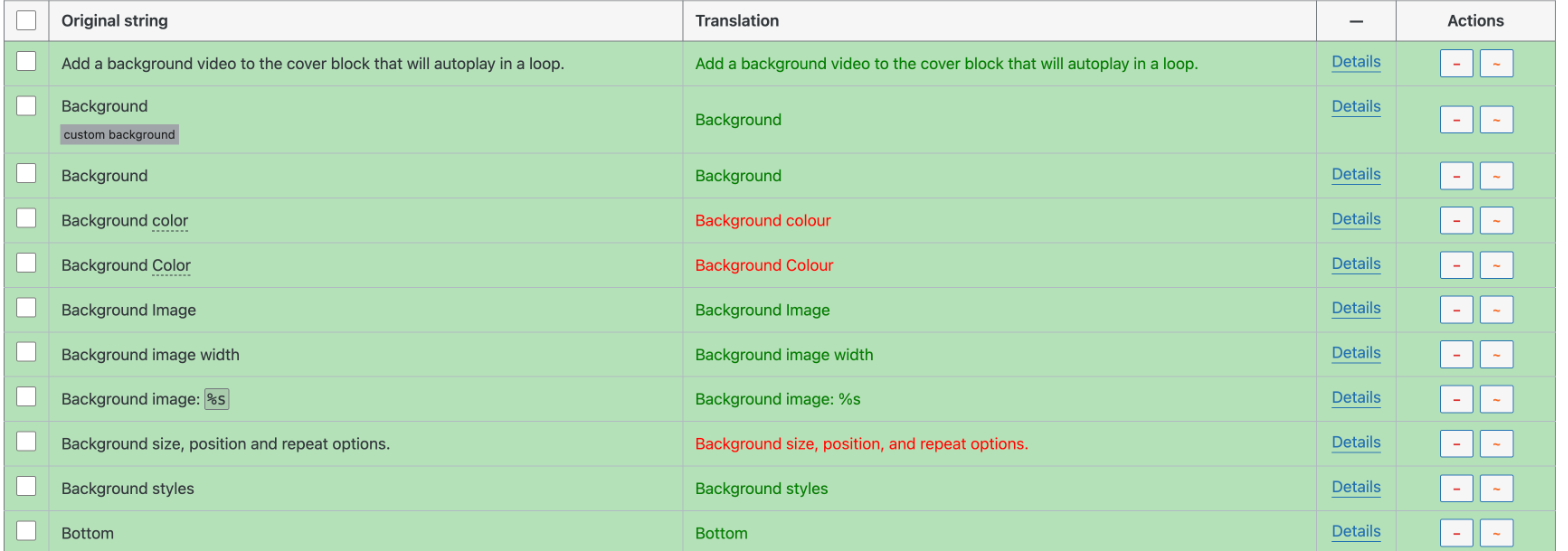 Original string Translation — Actions
Add a background video to the cover block that will autoplay in a loop. Add a background video to the cover block that will autoplay in a loop. Details - ~
Background Details
custom background Background - ~
Background Background Details - ~
Background color Background colour Details - ~
Background Color Background Colour Details - ~
Background Image Background Image Details - ~
Background image width Background image width Details - ~
Background image: %s Background image: %s Details - ~
Background size, position and repeat options. Background size, position, and repeat options. Details - ~
Background styles Background styles Details - ~
Bottom Bottom Details - ~